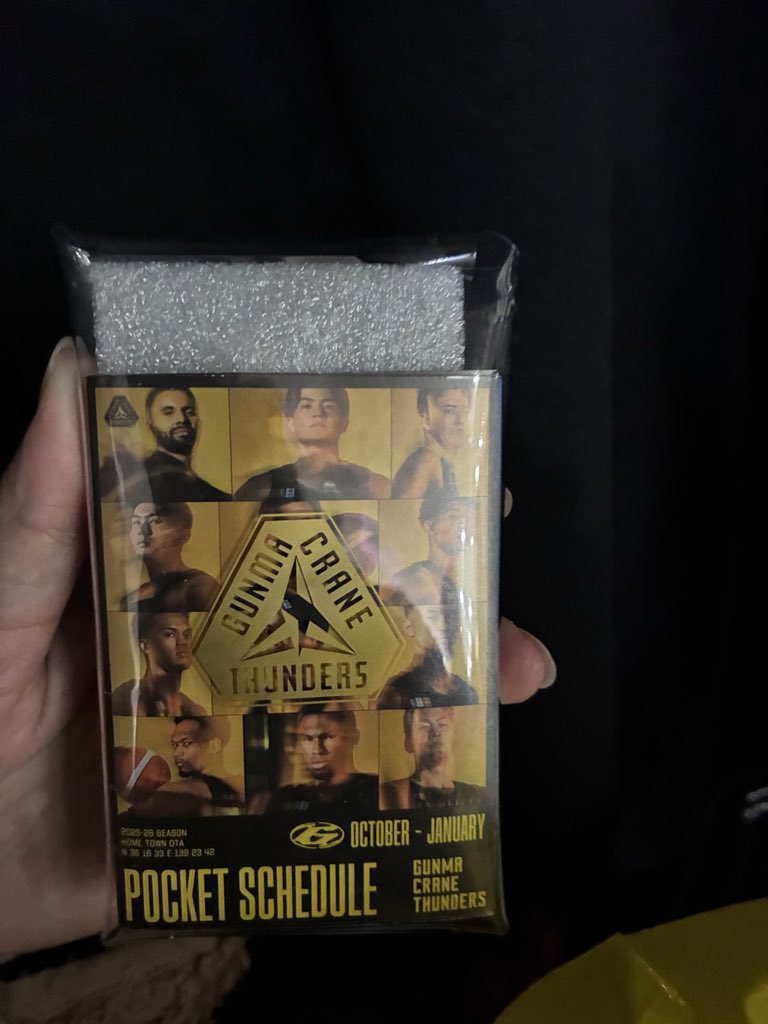 GUNMA
CRANE
THUNDERS
2025-26 SEASON
HOME TOWN OTA
N 36 16 33 E 139 23 42
OCTOBER - JANUARY
POCKET SCHEDULE
GUNMA
CRANE
THUNDERS